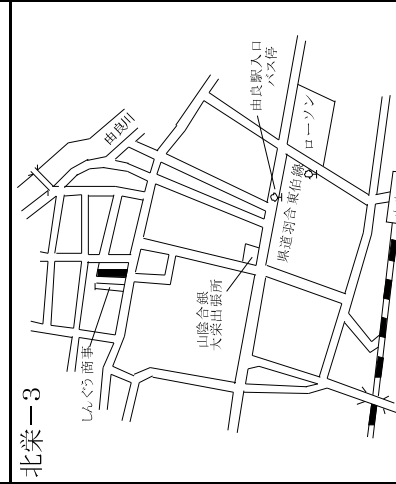 北栄－3
由良川
由良駅入口
バス停
ローソン
県道羽合東伯線
山陰合銀
大栄出張所
しんぐう商事